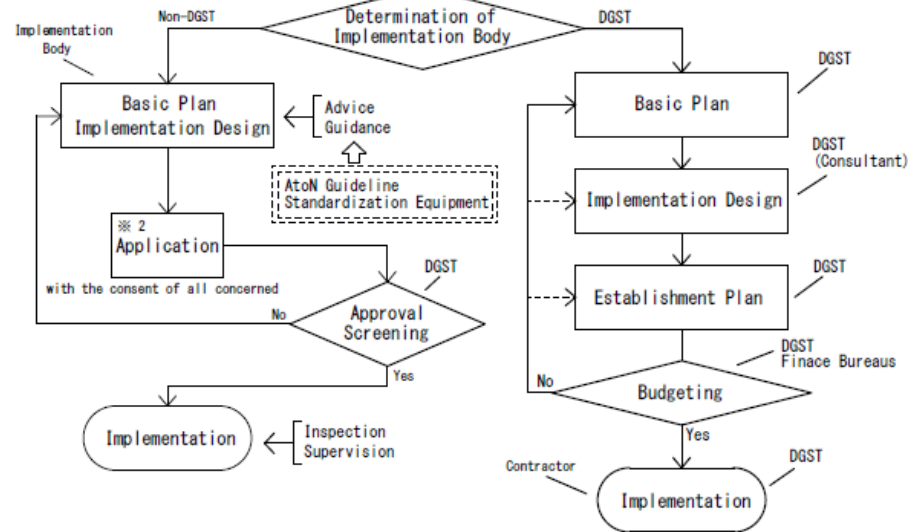 Determination of
Implementation Body
Non-DGST
DGST
Implementation
Body
Basic Plan
Implementation Design
Advice
Guidance
AtoN Guideline
Standardization Equipment
※ 2
Application
with the consent of all concerned
DGST
Approval
Screening
No
Yes
Implementation
Inspection
Supervision
DGST
Basic Plan
DGST
(Consultant)
Implementation Design
DGST
Establishment Plan
DGST
Finace Bureaus
Budgeting
No
Yes
Contractor
DGST
Implementation